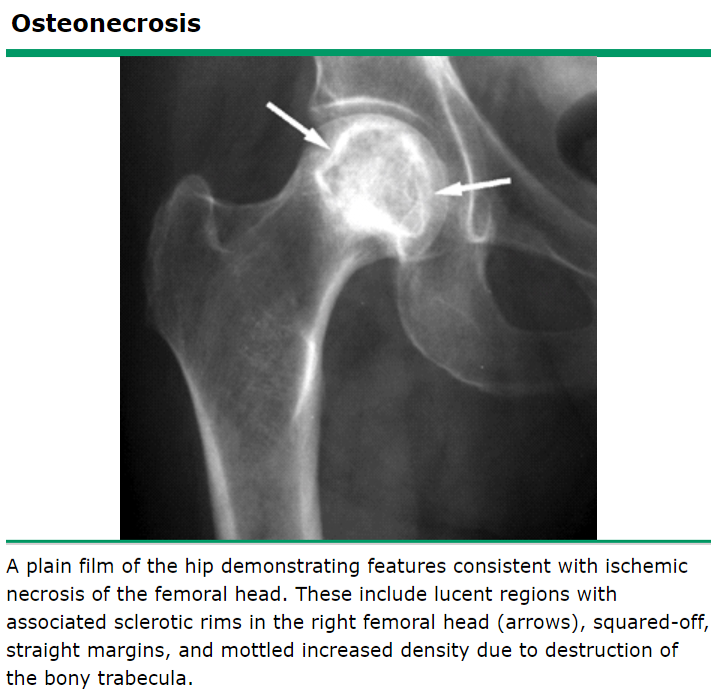 Osteonecrosis
A plain film of the hip demonstrating features consistent with ischemic
necrosis of the femoral head. These include lucent regions with
associated sclerotic rims in the right femoral head (arrows), squared-off,
straight margins, and mottled increased density due to destruction of
the bony trabecula.